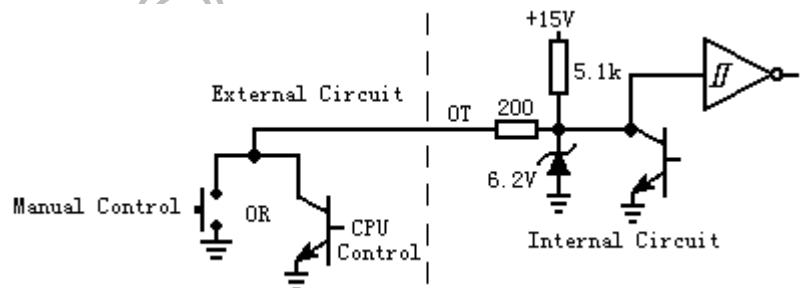 +15V
5.1k
External Circuit
OT
200
6.2V
Manual Control
OR
CPU
Control
Internal Circuit